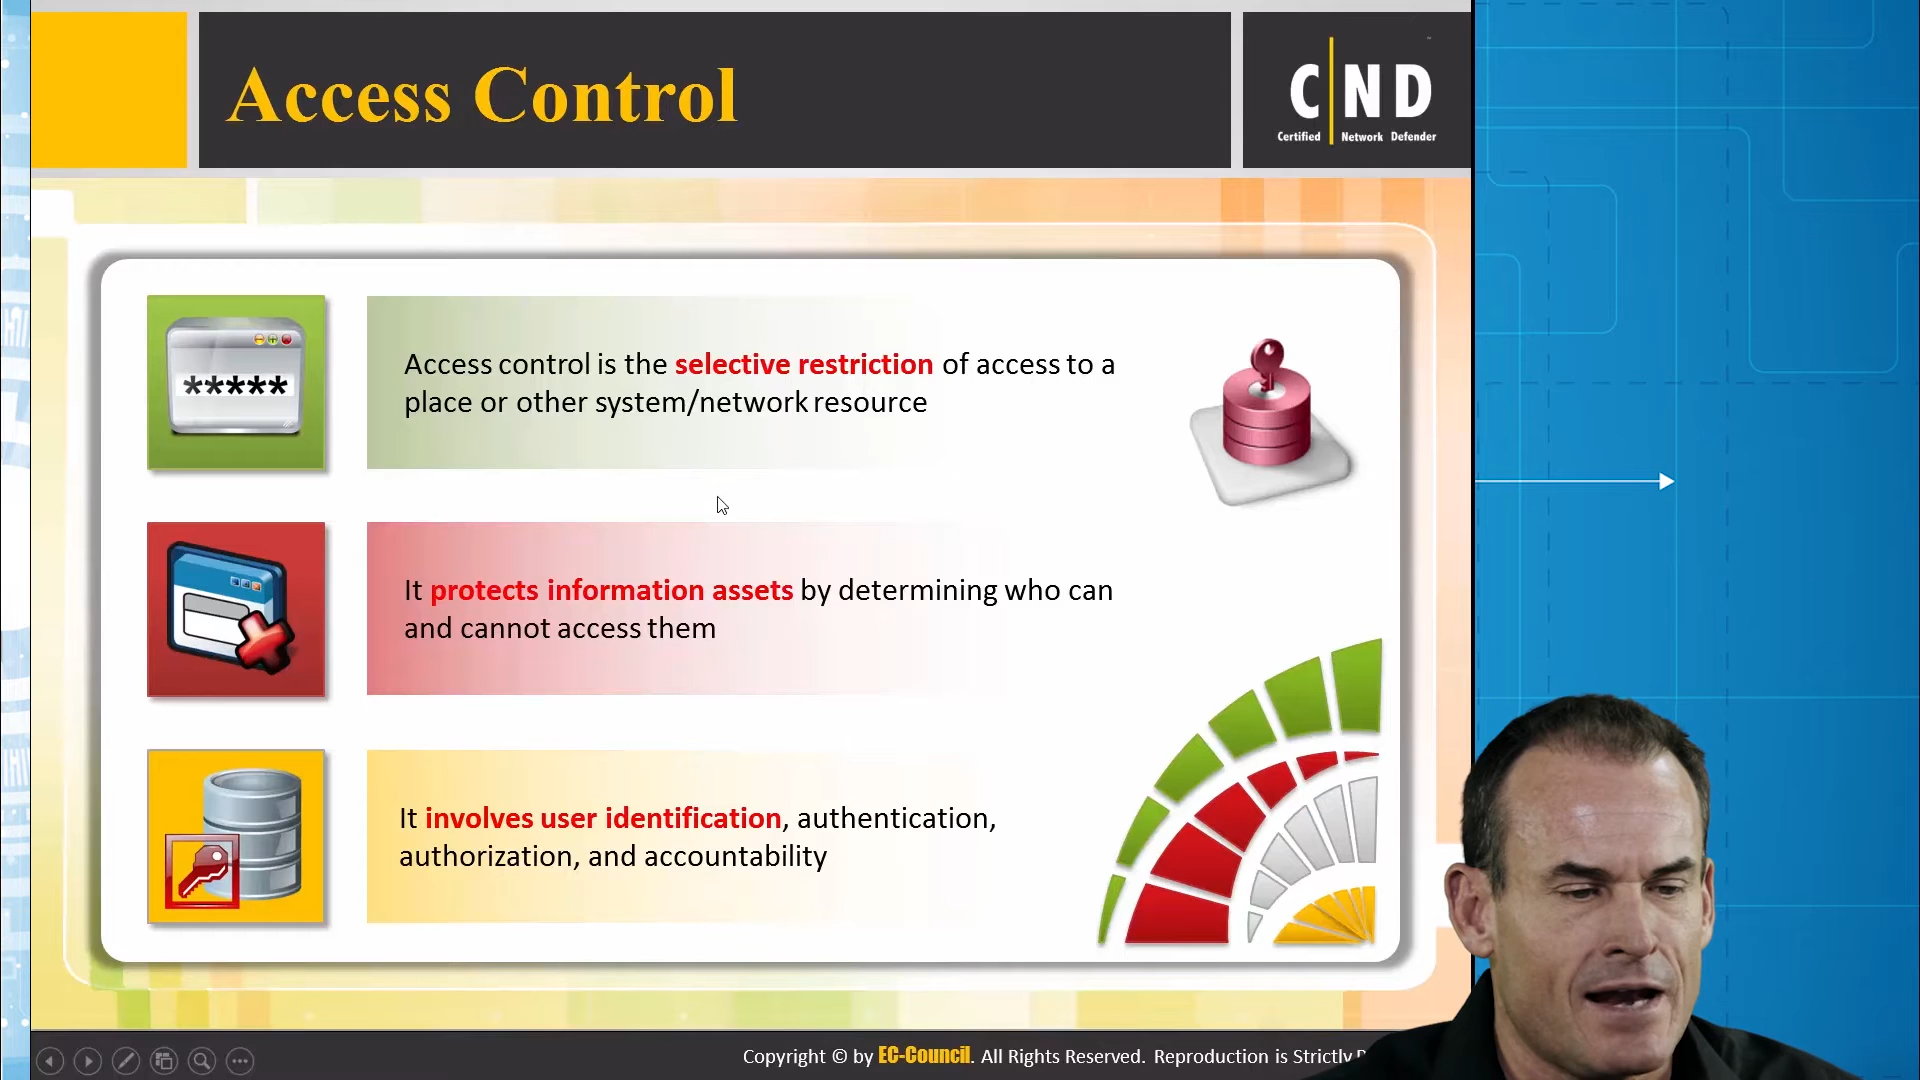 Access Control
C|ND
Certified Network Defender
*****
Access control is the selective restriction of access to a
place or other system/network resource
It protects information assets by determining who can
and cannot access them
It involves user identification, authentication,
authorization, and accountability
Copyright © by EC-Council. All Rights Reserved. Reproduction is Strictly